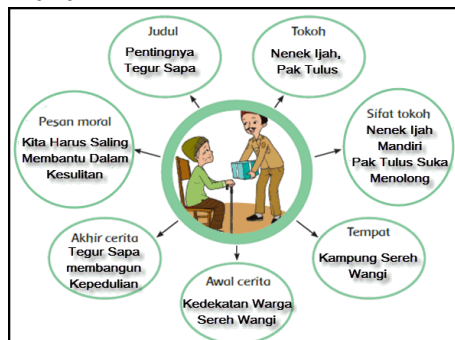 Judul
Pentingnya
Tegur Sapa
Tokoh
Nenek Ijah,
Pak Tulus
Pesan moral
Kita Harus Saling
Membantu Dalam
Kesulitan
Sifat tokoh
Nenek Ijah
Mandiri
Pak Tulus Suka
Menolong
Akhir cerita
Tegur Sapa
membangun
Kepedulian
Awal cerita
Kedekatan Warga
Sereh Wangi
Tempat
Kampung Sereh
Wangi